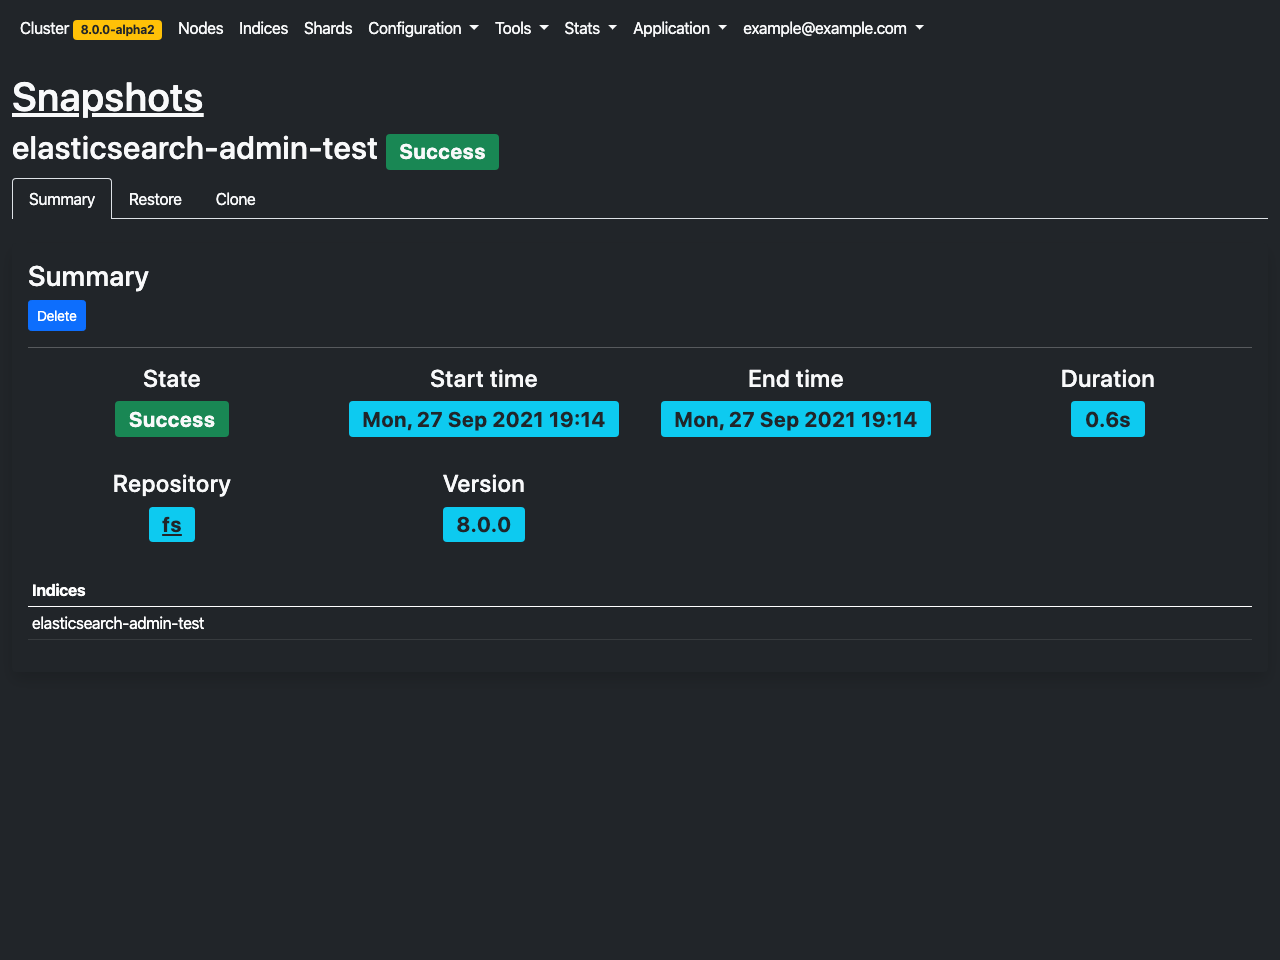 Cluster 8.0.0-alpha2 Nodes Indices Shards Configuration Tools Stats Application example@example.com
Snapshots
elasticsearch-admin-test Success
Summary Restore Clone
Summary
Delete
State Start time End time Duration
Success Mon, 27 Sep 2021 19:14 Mon, 27 Sep 2021 19:14 0.6s
Repository Version
fs 8.0.0
Indices
elasticsearch-admin-test